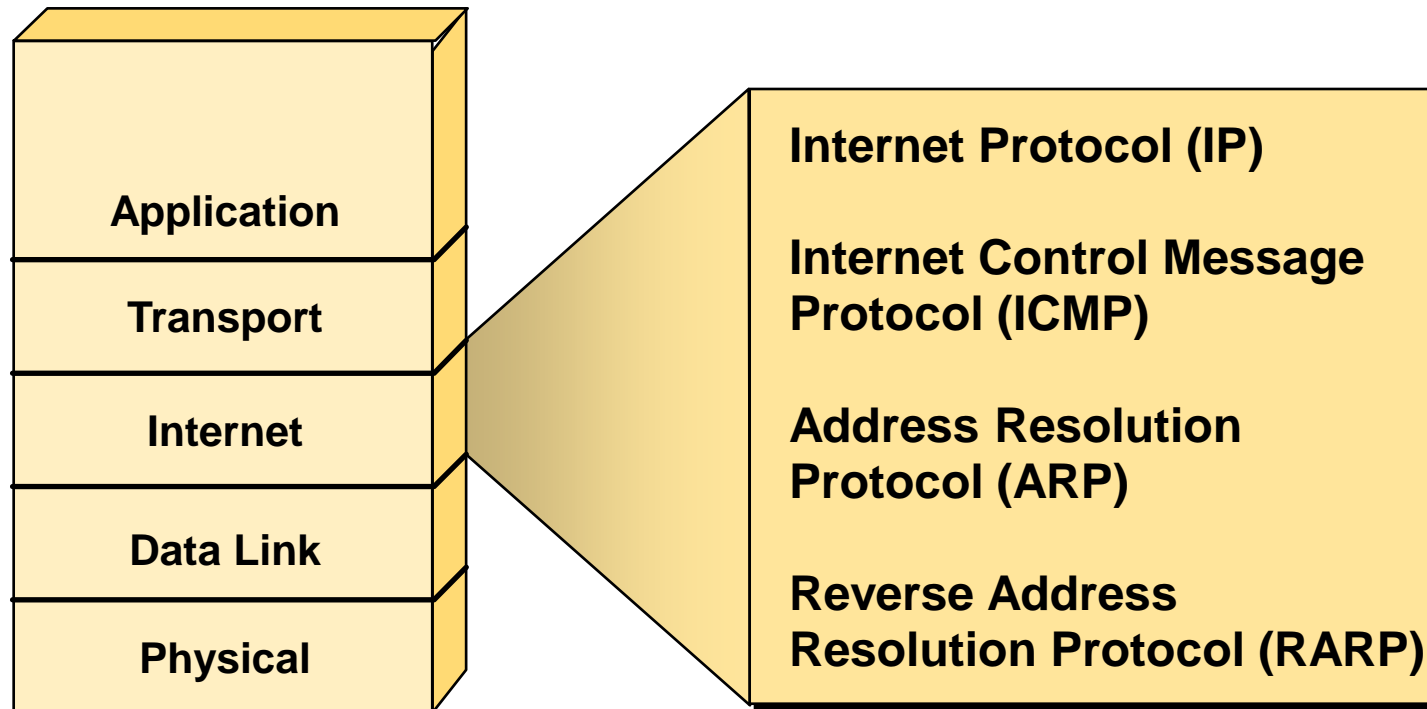 Application
Transport
Internet
Data Link
Physical
Internet Protocol (IP)
Internet Control Message
Protocol (ICMP)
Address Resolution
Protocol (ARP)
Reverse Address
Resolution Protocol (RARP)